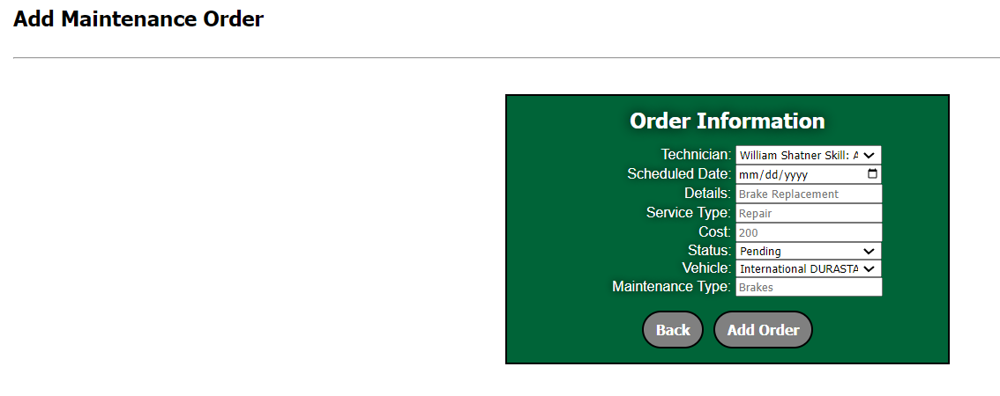 Add Maintenance Order
Order Information
Technician: William Shatner Skill: A
Scheduled Date: mm/dd/yyyy
Details: Brake Replacement
Service Type: Repair
Cost: 200
Status: Pending
Vehicle: International DURASTA
Maintenance Type: Brakes
Back Add Order